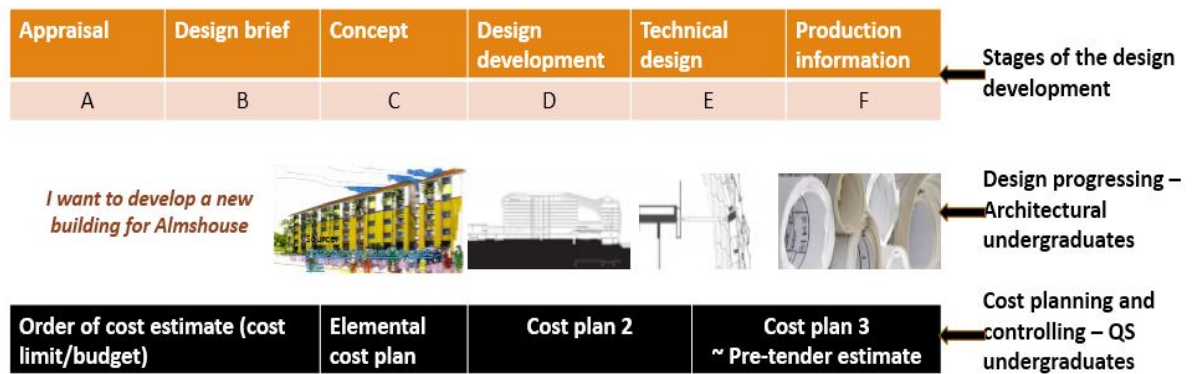 Appraisal
Design brief
Concept
Design
development
Technical
design
Production
information
A
B
C
D
E
F
Stages of the design
development
I want to develop a new
building for Almshouse
Design progressing –
Architectural
undergraduates
Order of cost estimate (cost
limit/budget)
Elemental
cost plan
Cost plan 2
Cost plan 3
~ Pre-tender estimate
Cost planning and
controlling – QS
undergraduates